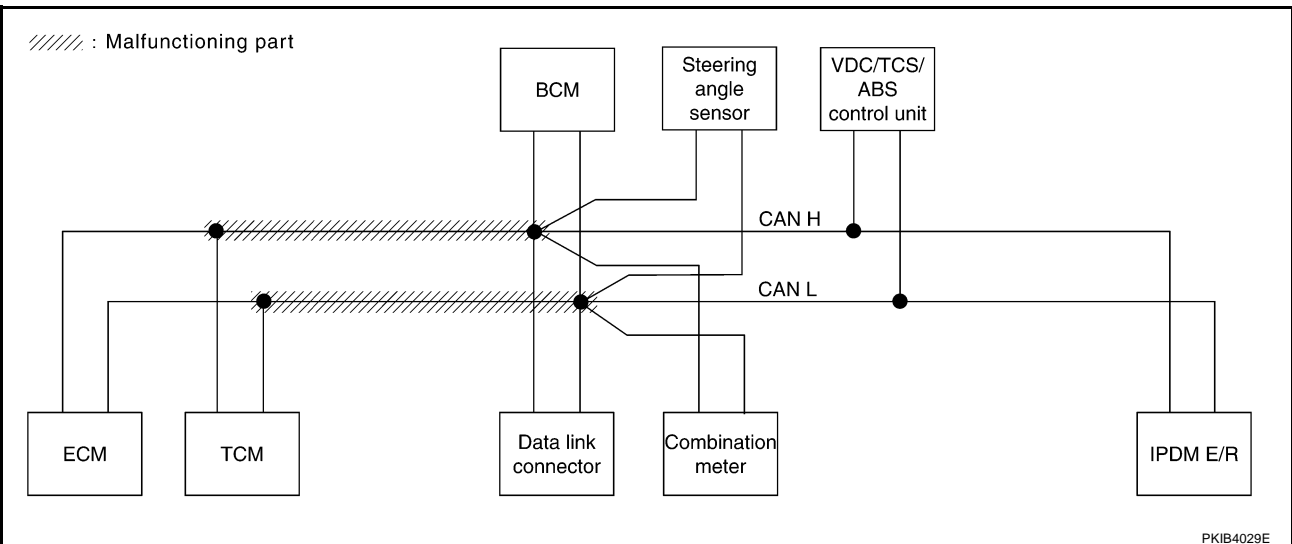 : Malfunctioning part
BCM
Steering
angle
sensor
VDC/TCS/
ABS
control unit
CAN H
CAN L
ECM
TCM
Data link
connector
Combination
meter
IPDM E/R
PKIB4029E